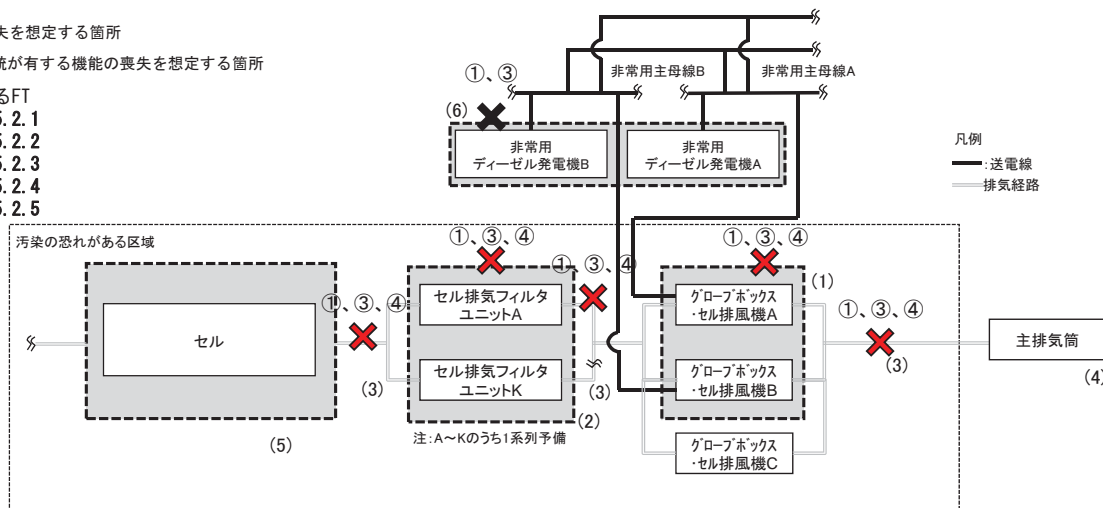 失を想定する箇所
統が有する機能の喪失を想定する箇所
るFT
5.2.1
5.2.2
5.2.3
5.2.4
5.2.5
非常用主母線B
非常用主母線A
①、③
(6)
非常用
ディーゼル発電機B
非常用
ディーゼル発電機A
凡例
:送電線
排気経路
汚染の恐れがある区域
①、③、④
①、③、④
①、③、④
(1)
①、③、④
①、③、④
セル
セル排気フィルタ
ユニットA
グローブボックス
・セル排風機A
主排気筒
(4)
(3)
(3)
セル排気フィルタ
ユニットK
(3)
グローブボックス
・セル排風機B
(2)
(5)
注:A～Kのうち1系列予備
グローブボックス
・セル排風機C